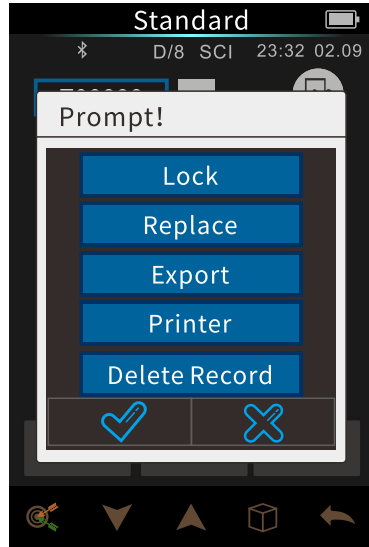 Standard
D/8 SCI 23:32 02.09
Prompt!
Lock
Replace
Export
Printer
Delete Record